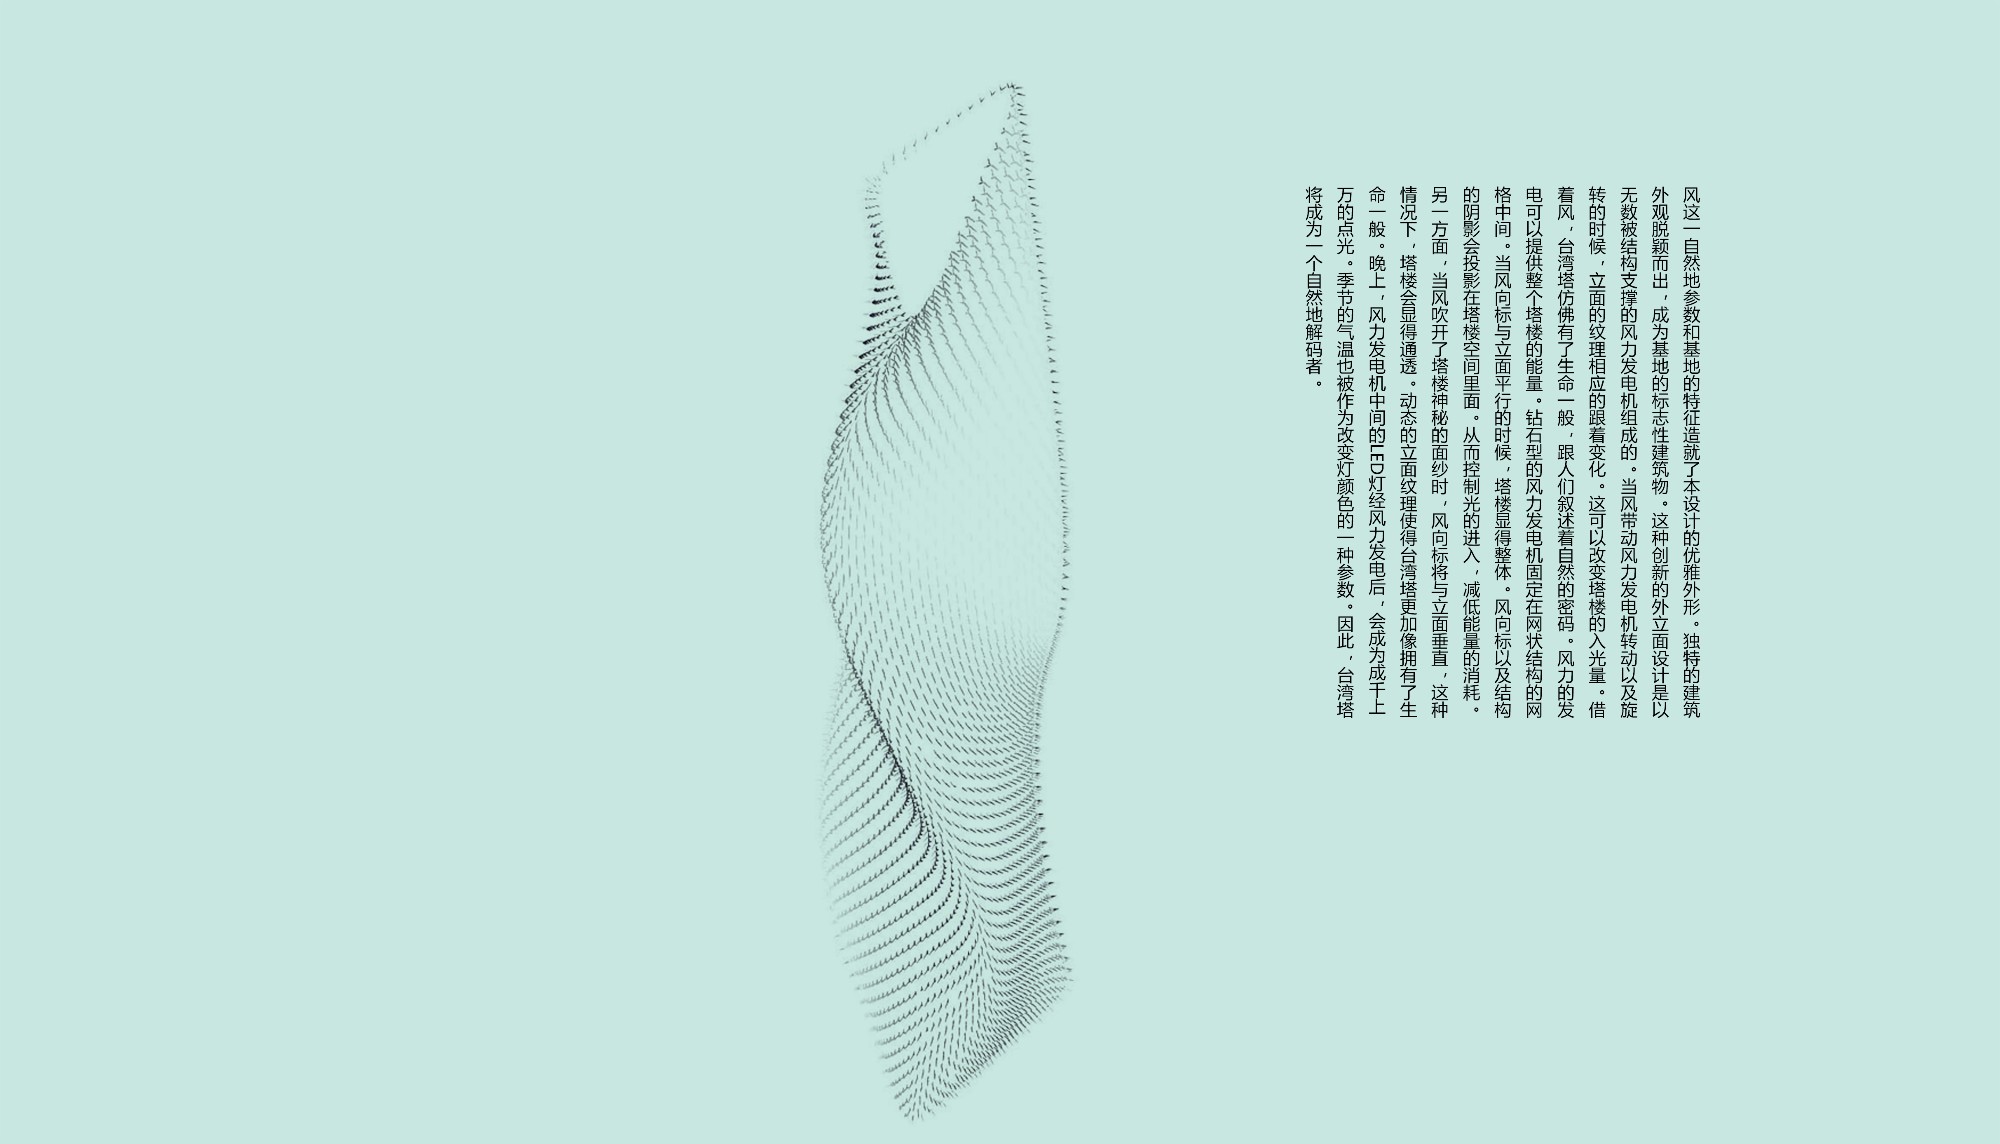 风这一自然地参数和基地的特征造就了本设计的优雅外形。独特的建筑
外观脱颖而出，成为基地的标志性建筑物。这种创新的外立面设计是以
无数被结构支撑的风力发电机组成的。当风带动风力发电机转动以及旋
转的时候，立面的纹理相应的跟着变化。这可以改变塔楼的入光量。借
着风，台湾塔仿佛有了生命一般，跟人们叙述着自然的密码。风力的发
电可以提供整个塔楼的能量。钻石型的风力发电机固定在网状结构的网
格中间。当风向标与立面平行的时候，塔楼显得整体。风向标以及结构
的阴影会投影在塔楼空间里面。从而控制光的进入，减低能量的消耗。
另一方面，当风吹开了塔楼神秘的面纱时，风向标将与立面垂直，这种
情况下，塔楼会显得通透。动态的立面纹理使得台湾塔更加像拥有了生
命一般。晚上，风力发电机中间的LED灯经风力发电后，会成为成千上
万的点光。季节的气温也被作为改变灯颜色的一种参数。因此，台湾塔
将成为一个自然地解码者。